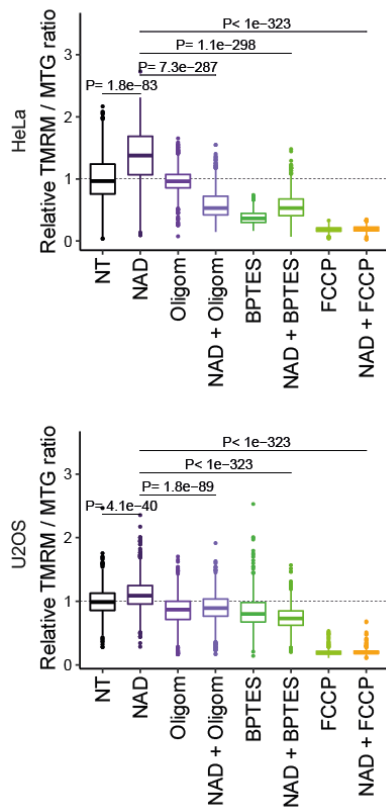 P< 1e−323
P= 1.1e−298
P= 7.3e−287
P= 1.8e−83
HeLa
Relative TMRM / MTG ratio
3
2
1
0
NT
NAD
Oligom
NAD + Oligom
BPTES
NAD + BPTES
FCCP
NAD + FCCP
P< 1e−323
P< 1e−323
P= 1.8e−89
P= 4.1e−40
U2OS
Relative TMRM / MTG ratio
3
2
1
0
NT
NAD
Oligom
NAD + Oligom
BPTES
NAD + BPTES
FCCP
NAD + FCCP